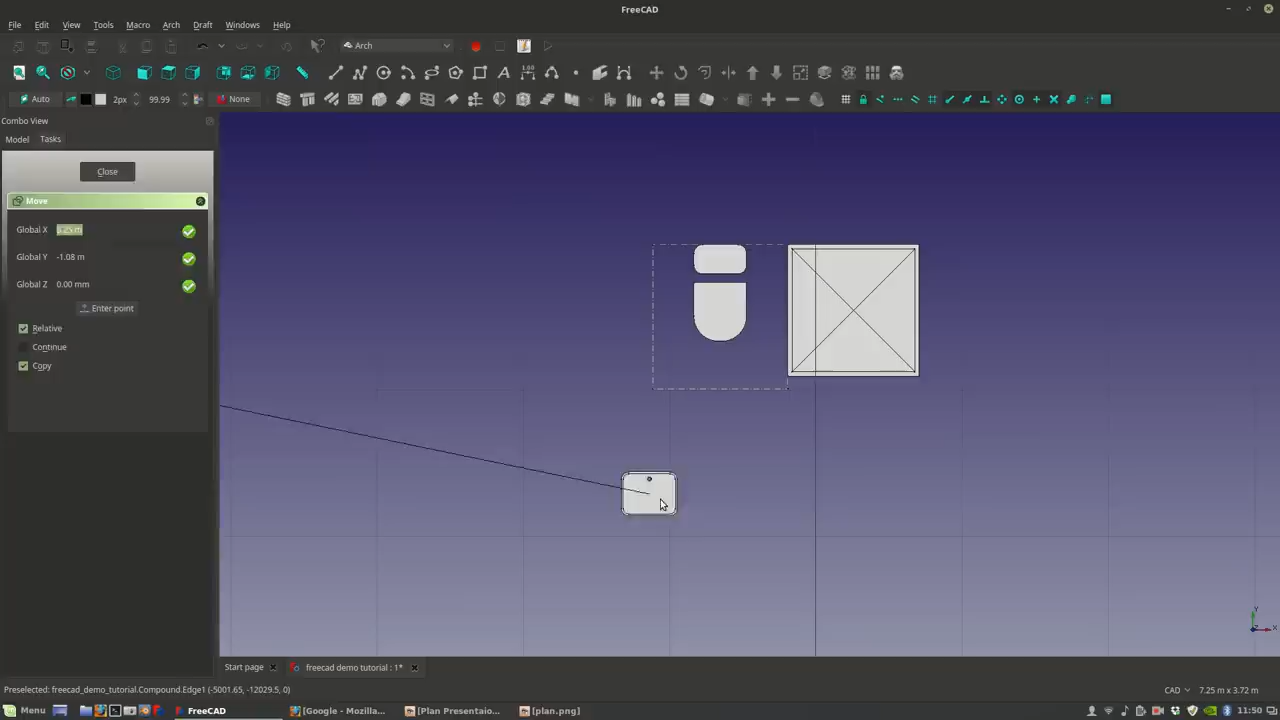 FreeCAD
File Edit View Tools Macro Arch Draft Windows Help
Arch
Auto 2px 99.99 None
Combo View
Model Tasks
Close
Move
Global X
Global Y -1.08 m
Global Z 0.00 mm
Enter point
Relative
Continue
Copy
Y
X
Start page freecad demo tutorial : 1*
Preselected: freecad_demo_tutorial.Compound.Edge1 (-5001.65, -12029.5, 0) CAD 7.25 m x 3.72 m
Menu FreeCAD [Google - Mozilla... [Plan Presentaio... [plan.png] 11:50